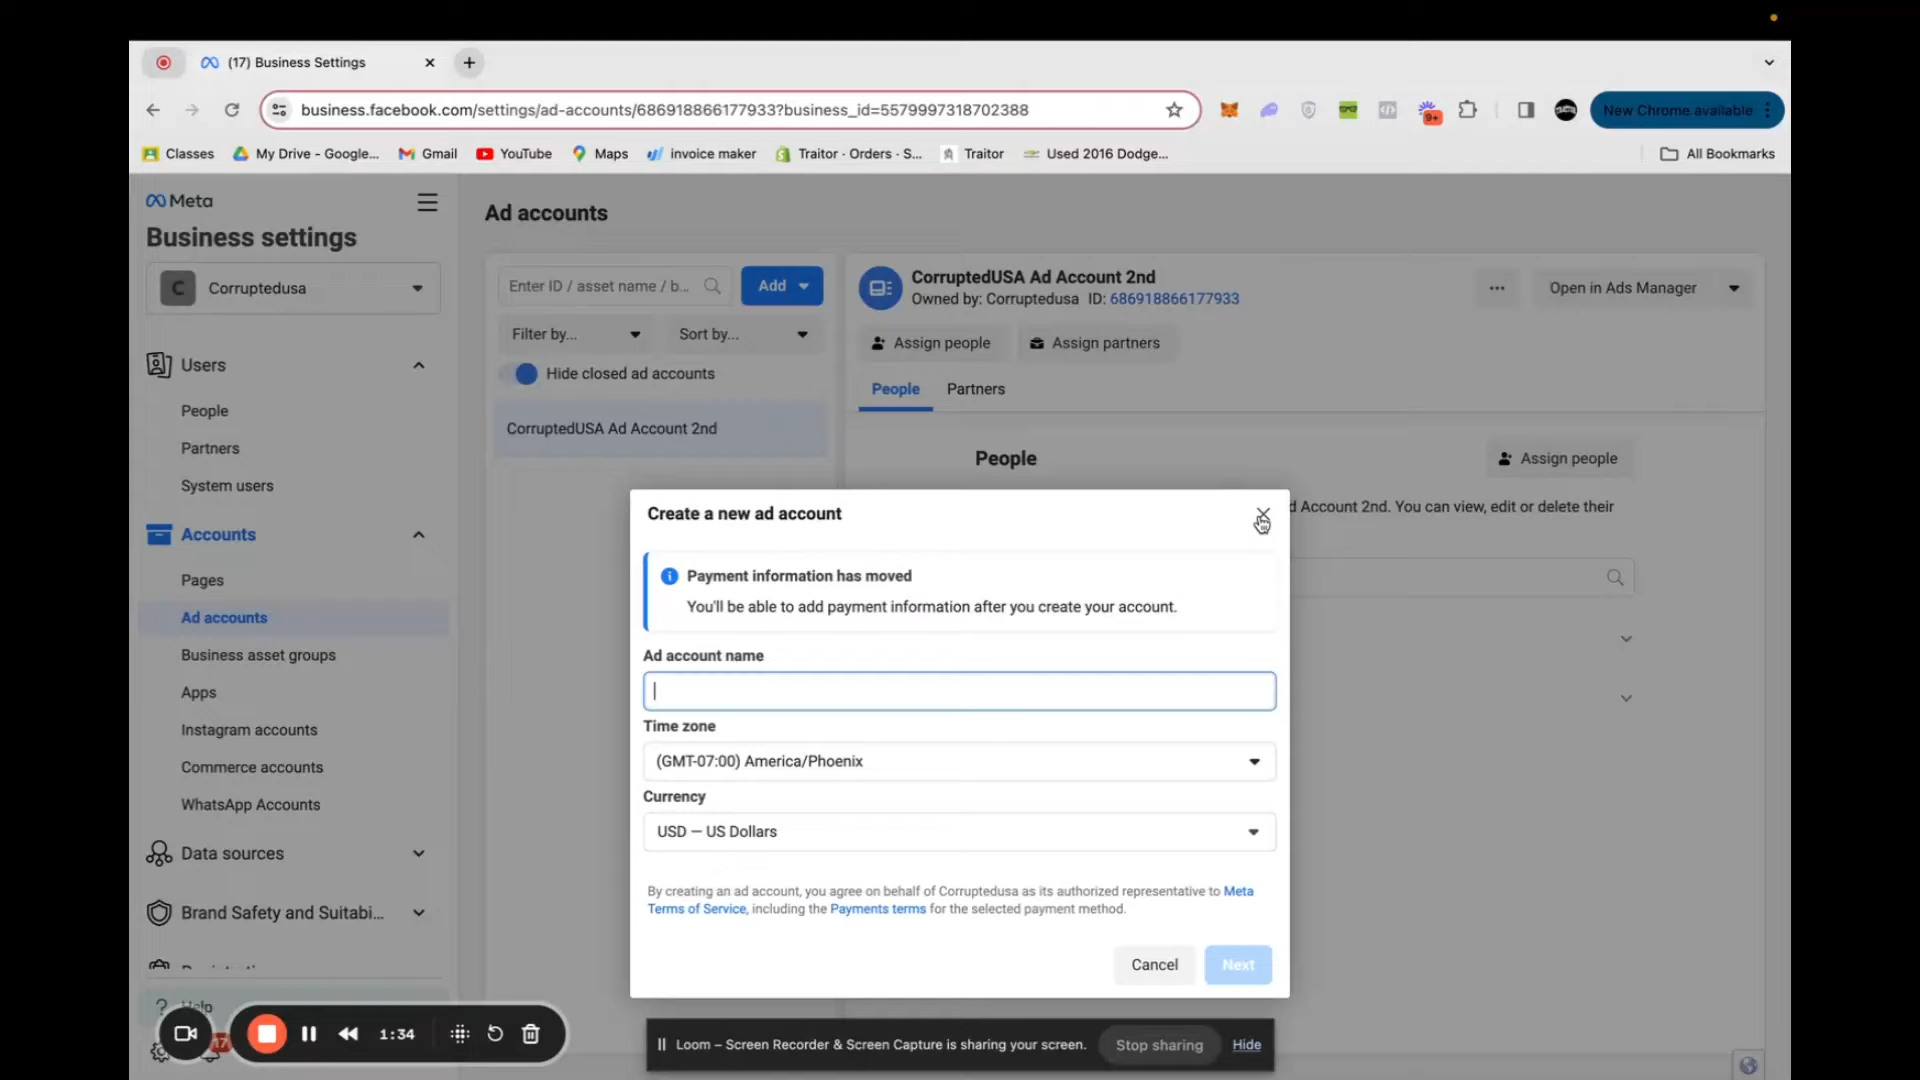 (17) Business Settings
business.facebook.com/settings/ad-accounts/686918866177933?business_id=5579997318702388
9+
New Chrome available
Classes
My Drive - Google...
Gmail
YouTube
Maps
invoice maker
Traitor · Orders · S...
Traitor
Used 2016 Dodge...
All Bookmarks
Meta
Business settings
C
Corruptedusa
Users
People
Partners
System users
Accounts
Pages
Ad accounts
Business asset groups
Apps
Instagram accounts
Commerce accounts
WhatsApp Accounts
Data sources
Brand Safety and Suitabi...
Help
17
1:34
Ad accounts
Enter ID / asset name / b...
Add
Filter by...
Sort by...
Hide closed ad accounts
CorruptedUSA Ad Account 2nd
CorruptedUSA Ad Account 2nd
Owned by: Corruptedusa ID: 686918866177933
...
Open in Ads Manager
Assign people
Assign partners
People
Partners
People
Assign people
d Account 2nd. You can view, edit or delete their
Create a new ad account
Payment information has moved
You'll be able to add payment information after you create your account.
Ad account name
Time zone
(GMT-07:00) America/Phoenix
Currency
USD — US Dollars
By creating an ad account, you agree on behalf of Corruptedusa as its authorized representative to Meta
Terms of Service, including the Payments terms for the selected payment method.
Cancel
Next
Loom – Screen Recorder & Screen Capture is sharing your screen.
Stop sharing
Hide